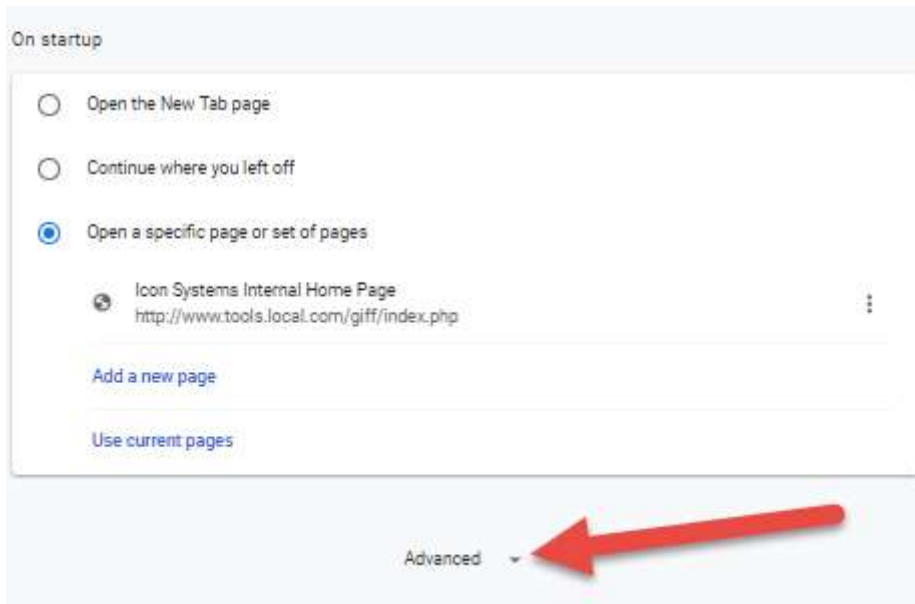 On startup
Open the New Tab page
Continue where you left off
Open a specific page or set of pages
Icon Systems Internal Home Page
http://www.tools.local.com/giff/index.php
Add a new page
Use current pages
Advanced